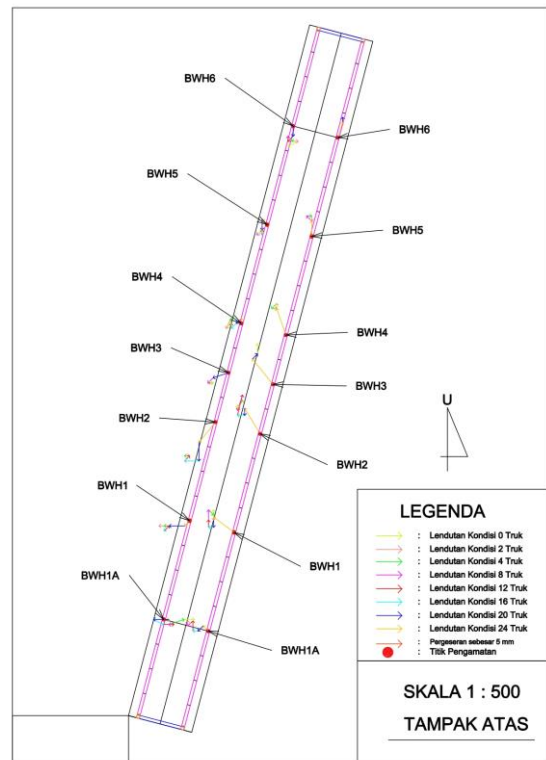 BWH6
BWH6
BWH5
BWH5
BWH4
BWH4
BWH3
BWH3
BWH2
BWH2
BWH1
BWH1
BWH1A
BWH1A
U
LEGENDA
: Lendutan Kondisi 0 Truk
: Lendutan Kondisi 2 Truk
: Lendutan Kondisi 4 Truk
: Lendutan Kondisi 8 Truk
: Lendutan Kondisi 12 Truk
: Lendutan Kondisi 16 Truk
: Lendutan Kondisi 20 Truk
: Lendutan Kondisi 24 Truk
: Pergeseran sebesar 5 mm
: Titik Pengamatan
SKALA 1 : 500
TAMPAK ATAS